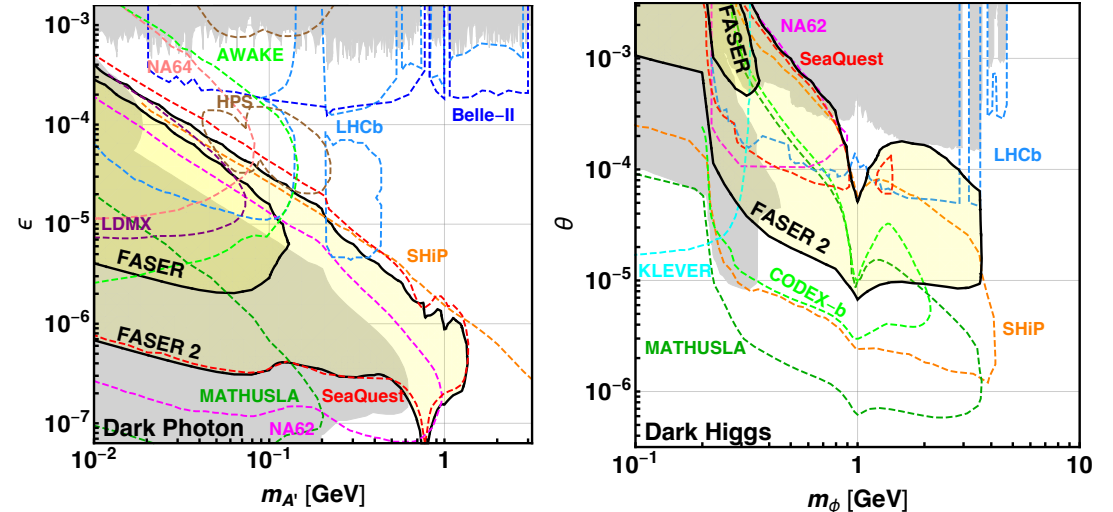 10⁻³
10⁻⁴
10⁻⁵
10⁻⁶
10⁻⁷
ϵ
AWAKE
NA64
HPS
Belle-II
LHCb
LDMX
FASER
SHiP
FASER 2
MATHUSLA
SeaQuest
NA62
Dark Photon
10⁻²
10⁻¹
1
m_A' [GeV]
10⁻³
10⁻⁴
10⁻⁵
10⁻⁶
θ
FASER
NA62
SeaQuest
LHCb
FASER 2
KLEVER
CODEX-b
SHiP
MATHUSLA
Dark Higgs
10⁻¹
1
10
m_ϕ [GeV]